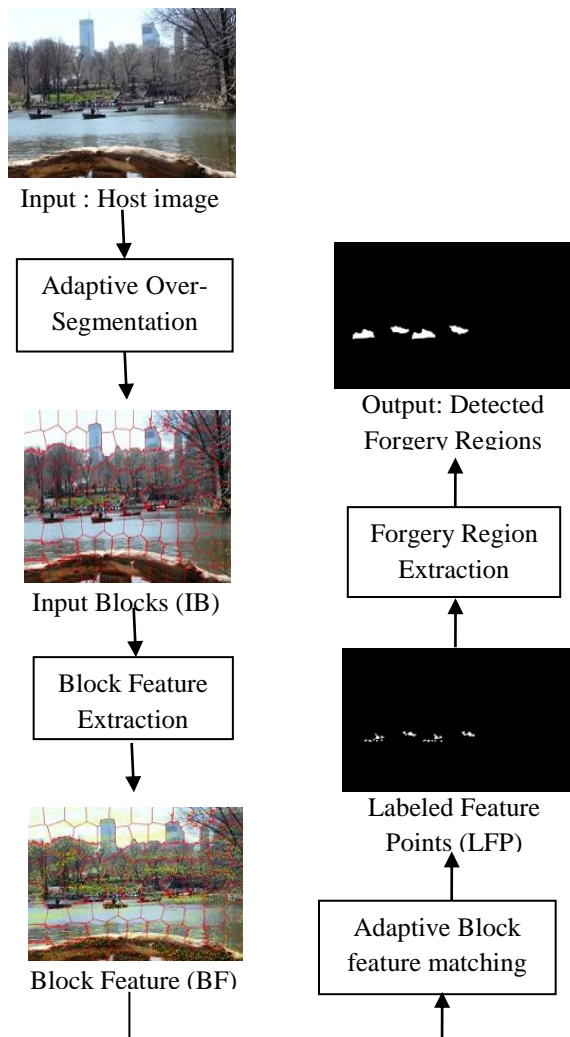 Input : Host image
Adaptive Over-
Segmentation
Input Blocks (IB)
Block Feature
Extraction
Block Feature (BF)
Output: Detected
Forgery Regions
Forgery Region
Extraction
Labeled Feature
Points (LFP)
Adaptive Block
feature matching